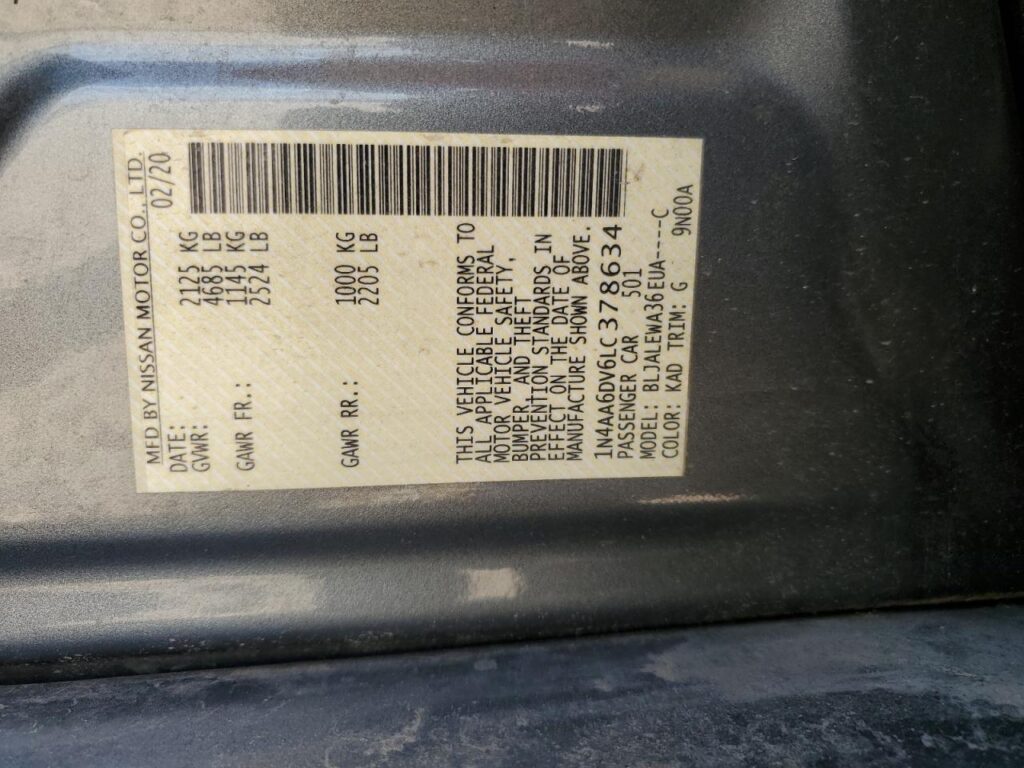 MFD BY NISSAN MOTOR CO., LTD.
DATE: 02/20
GVWR: 2125 KG
4685 LB
GAWR FR.: 1145 KG
2524 LB
GAWR RR.: 1000 KG
2205 LB
THIS VEHICLE CONFORMS TO
ALL APPLICABLE FEDERAL
MOTOR VEHICLE SAFETY,
BUMPER, AND THEFT
PREVENTION STANDARDS IN
EFFECT ON THE DATE OF
MANUFACTURE SHOWN ABOVE.
1N4AA6DV6LC378634
PASSENGER CAR 501
MODEL: BLJALEWA36EUA----C
COLOR: KAD TRIM: G 9N00A